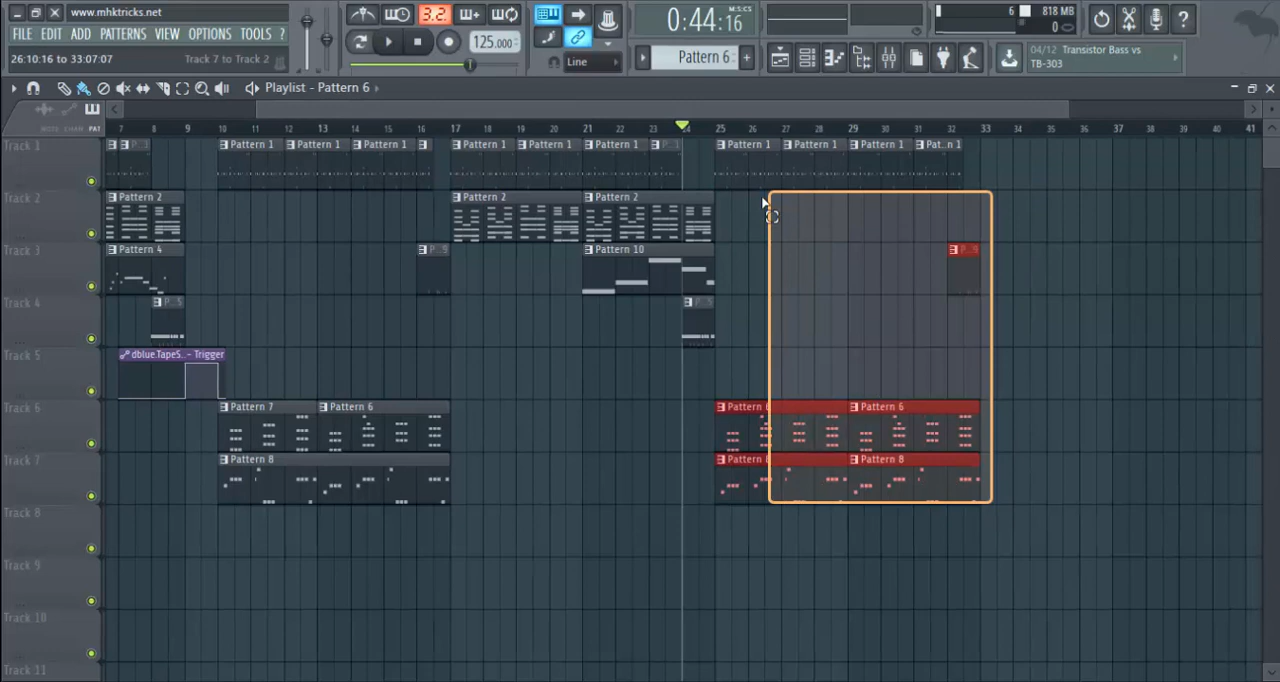 www.mhktricks.net
FILE EDIT ADD PATTERNS VIEW OPTIONS TOOLS ?
26:10:16 to 33:07:07 Track 7 to Track 2
3.2.
125.000
Line
0:44:16
M:S:CS
Pattern 6
6
818 MB
0
04/12 Transistor Bass vs
TB-303
Playlist - Pattern 6
NOTE CHAN PAT
7 8 9 10 11 12 13 14 15 16 17 18 19 20 21 22 23 24 25 26 27 28 29 30 31 32 33 34 35 36 37 38 39 40 41
Track 1 P...3 Pattern 1 Pattern 1 Pattern 1 Pattern 1 Pattern 1 Pattern 1 Pattern 1 Pattern 1 Pattern 1 Pat..n 1
Track 2 Pattern 2 Pattern 2 Pattern 2
Track 3 Pattern 4 Pattern 10
Track 4 P...5 P...5
Track 5 dblue.TapeS..- Trigger
Track 6 Pattern 7 Pattern 6 Pattern 6 Pattern 6
Track 7 Pattern 8 Pattern 8
Track 8
Track 9
Track 10
Track 11